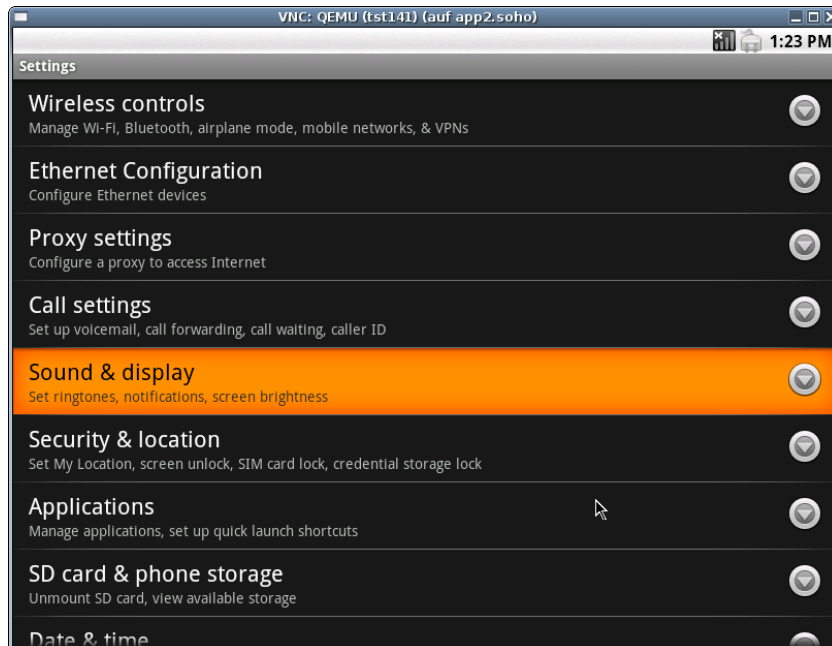 VNC: QEMU (tst141) (auf app2.soho)
1:23 PM
Settings
Wireless controls
Manage Wi-Fi, Bluetooth, airplane mode, mobile networks, & VPNs
Ethernet Configuration
Configure Ethernet devices
Proxy settings
Configure a proxy to access Internet
Call settings
Set up voicemail, call forwarding, call waiting, caller ID
Sound & display
Set ringtones, notifications, screen brightness
Security & location
Set My Location, screen unlock, SIM card lock, credential storage lock
Applications
Manage applications, set up quick launch shortcuts
SD card & phone storage
Unmount SD card, view available storage
Date & time